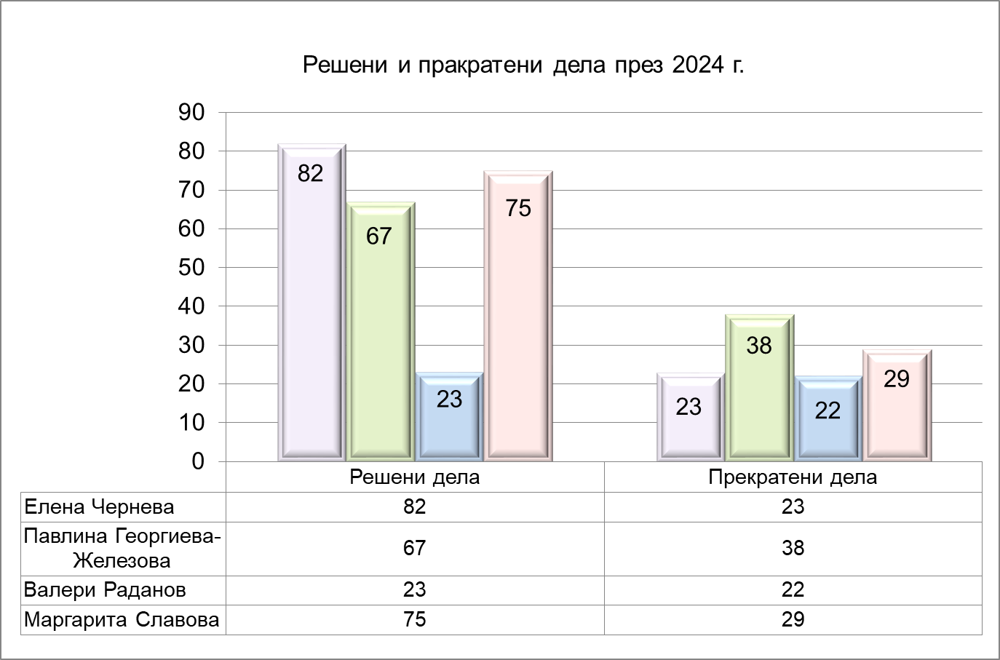 Решени и пракратени дела през 2024 г.
90
80
70
60
50
40
30
20
10
0
82
67
23
75
23
38
22
29
Решени дела Прекратени дела
Елена Чернева 82 23
Павлина Георгиева-
Железова 67 38
Валери Раданов 23 22
Маргарита Славова 75 29